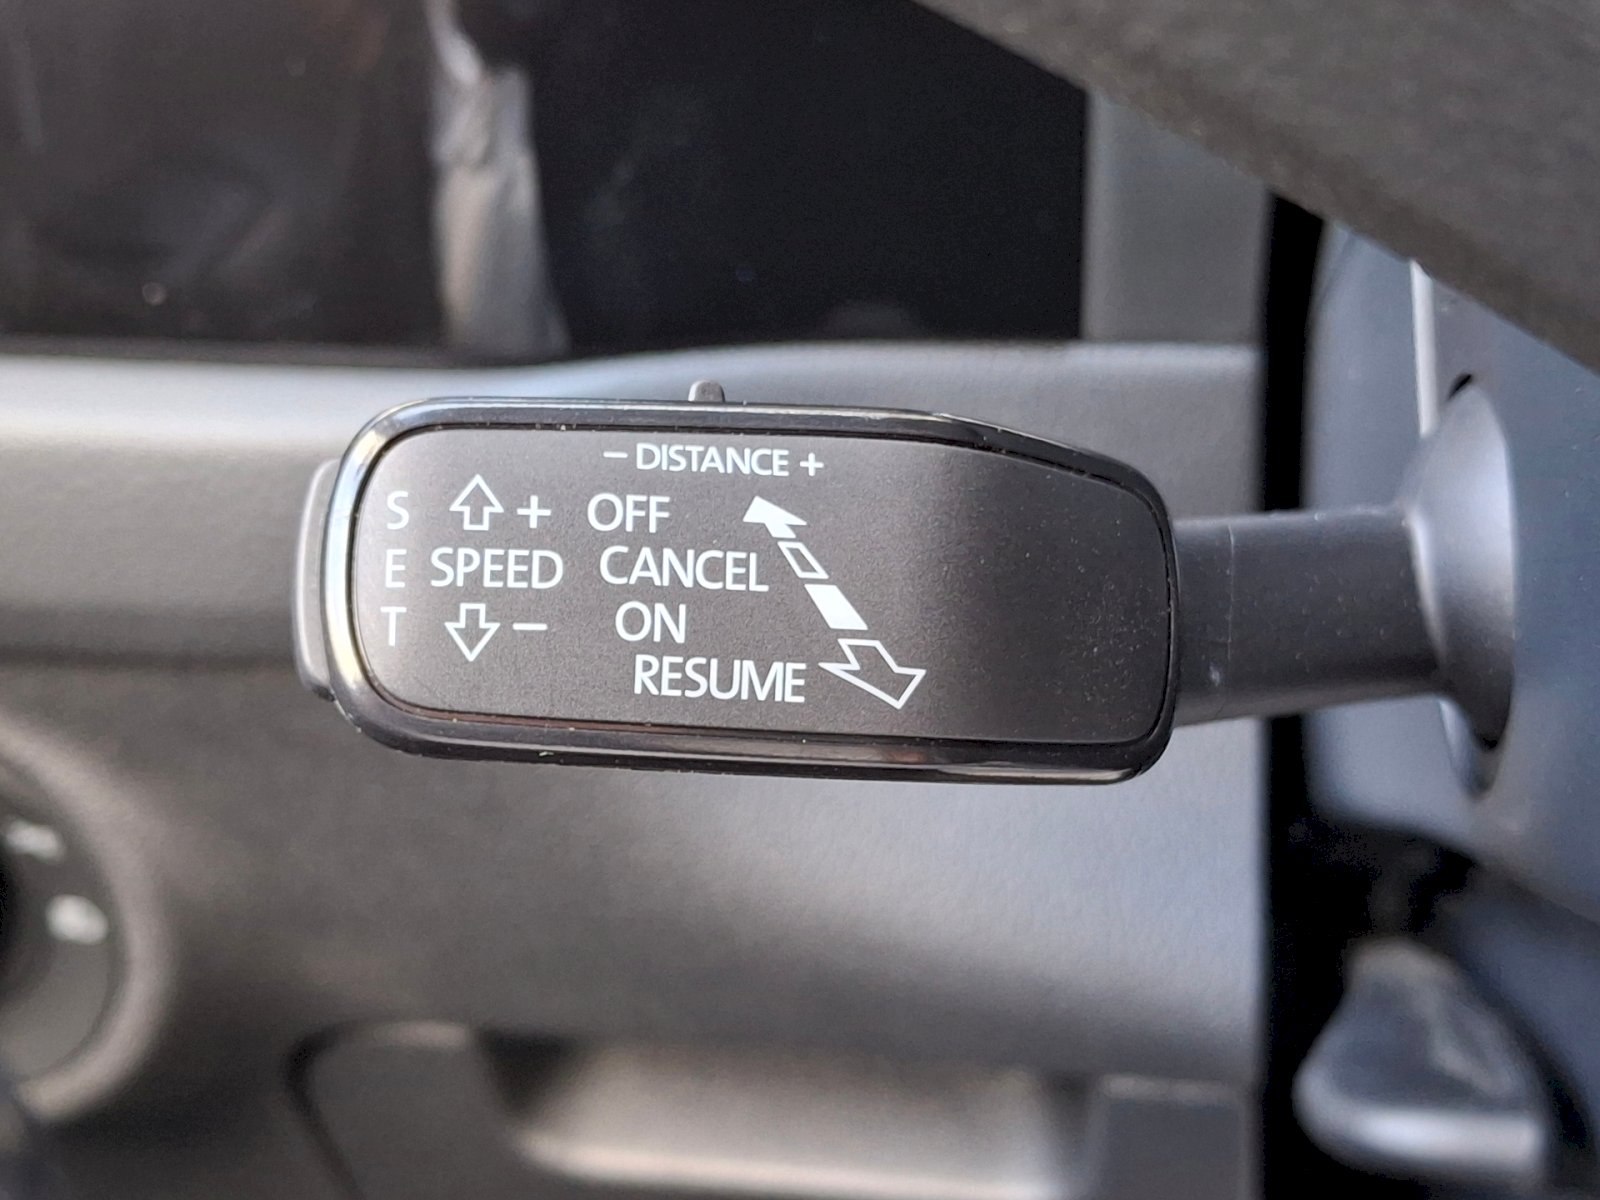 − DISTANCE +
S + OFF
E SPEED CANCEL
T − ON
RESUME